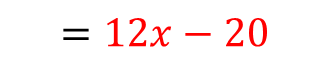 = 12x − 20